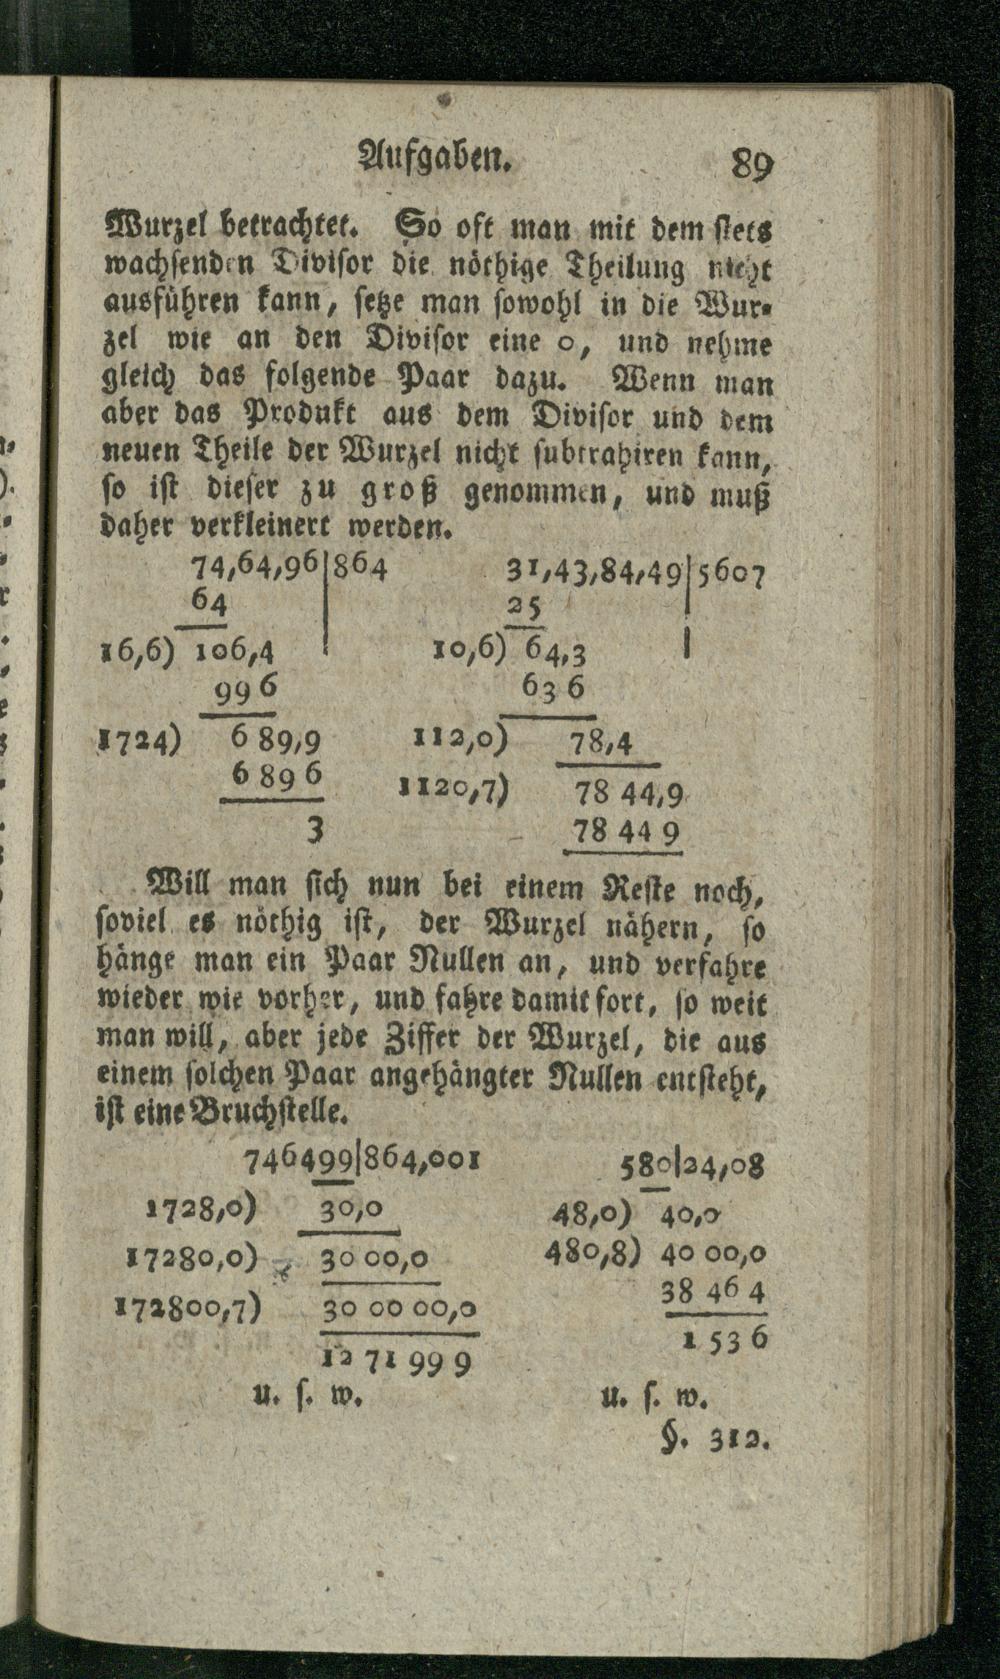 Aufgaben. 89
Wurzel betrachtet. So oft man mit dem stets
wachsenden Divisor die nöthige Theilung nicht
ausführen kann, setze man sowohl in die Wur-
zel wie an den Divisor eine 0, und nehme
gleich das folgende Paar dazu. Wenn man
aber das Produkt aus dem Divisor und dem
neuen Theile der Wurzel nicht subtrahiren kann,
so ist dieser zu groß genommen, und muß
daher verkleinert werden.
74,64,96|864 31,43,84,49|5607
64 25
16,6) 106,4 10,6) 64,3
99 6 63 6
1724) 6 89,9 112,0) 78,4
6 89 6 1120,7) 78 44,9
3 78 44 9
Will man sich nun bei einem Reste noch,
soviel es nöthig ist, der Wurzel nähern, so
hänge man ein Paar Nullen an, und verfahre
wieder wie vorher, und fahre damit fort, so weit
man will, aber jede Ziffer der Wurzel, die aus
einem solchen Paar angehängter Nullen entsteht,
ist eine Bruchstelle.
746499|864,001 580|24,08
1728,0) 30,0 48,0) 40,0
17280,0) 30 00,0 480,8) 40 00,0
38 46 4
172800,7) 30 00 00,0
1 53 6
12 71 99 9
u. s. w. u. s. w.
§. 312.